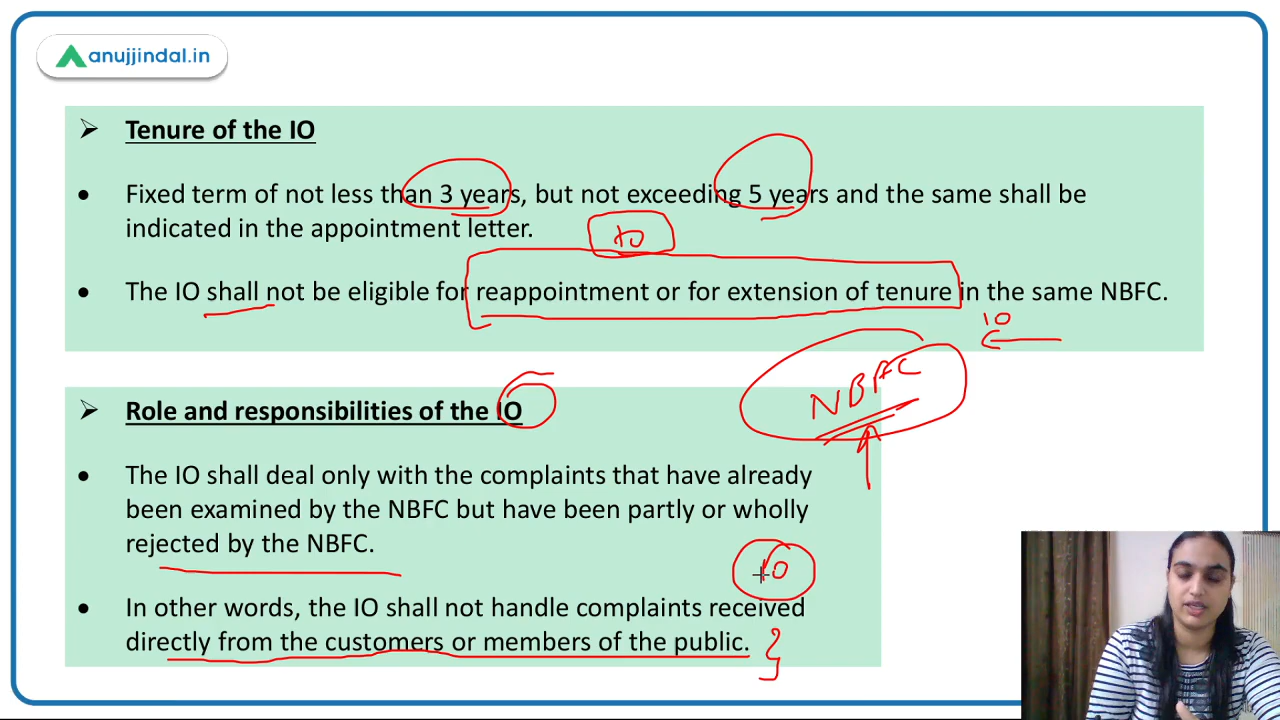 anujjindal.in
➢ Tenure of the IO
• Fixed term of not less than 3 years, but not exceeding 5 years and the same shall be
indicated in the appointment letter.
IO
• The IO shall not be eligible for reappointment or for extension of tenure in the same NBFC.
IO
NBFC
➢ Role and responsibilities of the IO
• The IO shall deal only with the complaints that have already
been examined by the NBFC but have been partly or wholly
rejected by the NBFC.
IO
• In other words, the IO shall not handle complaints received
directly from the customers or members of the public.